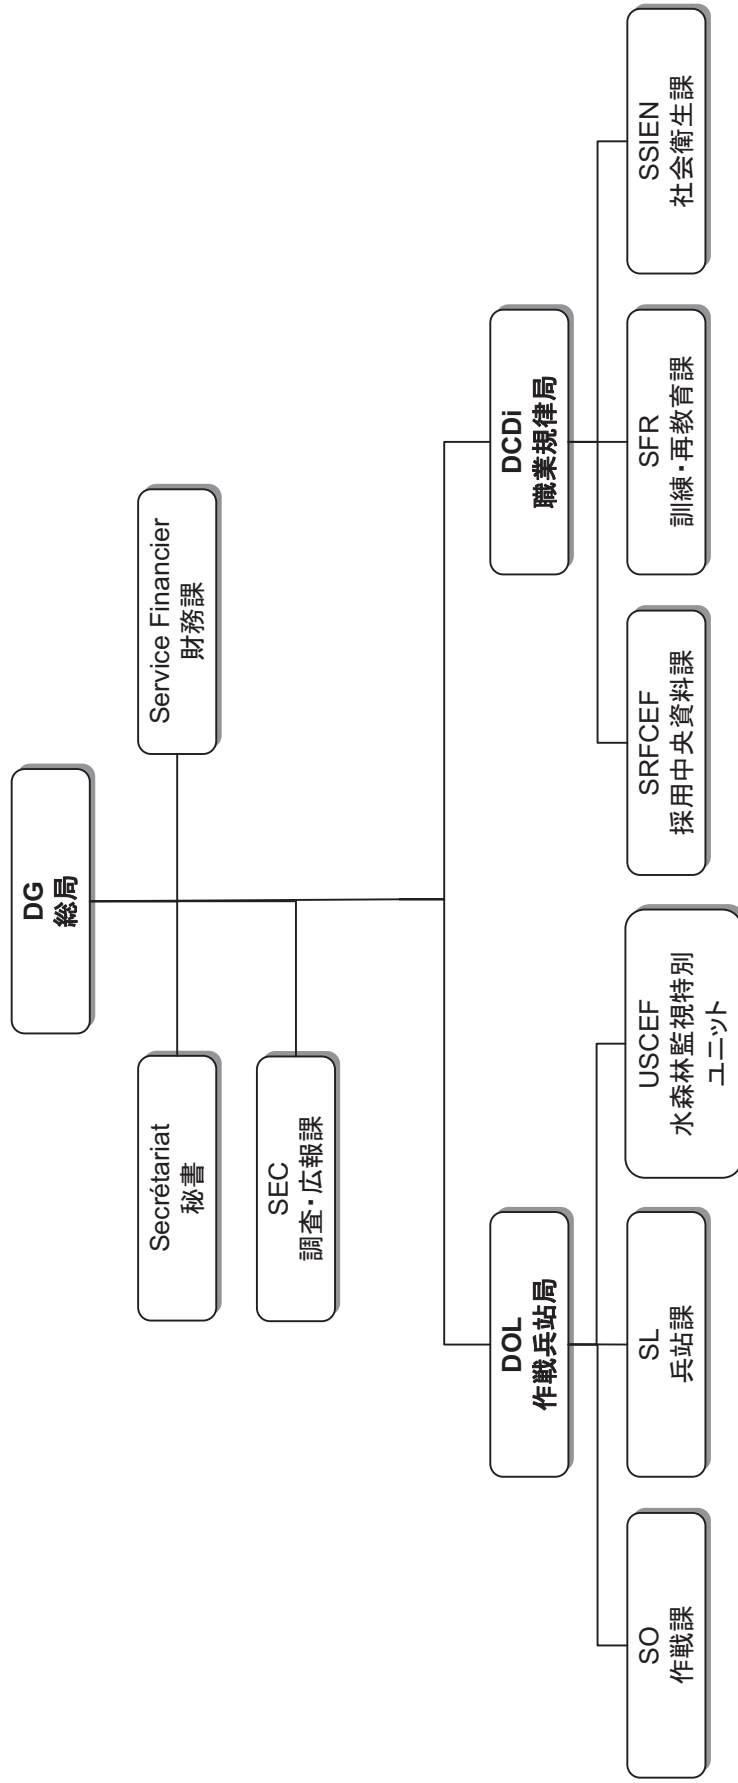 DG
総局
Secrétariat
秘書
Service Financier
財務課
SEC
調査・広報課
DOL
作戦兵站局
DCDi
職業規律局
SO
作戦課
SL
兵站課
USCEF
水森林監視特別
ユニット
SRFCEF
採用中央資料課
SFR
訓練・再教育課
SSIEN
社会衛生課